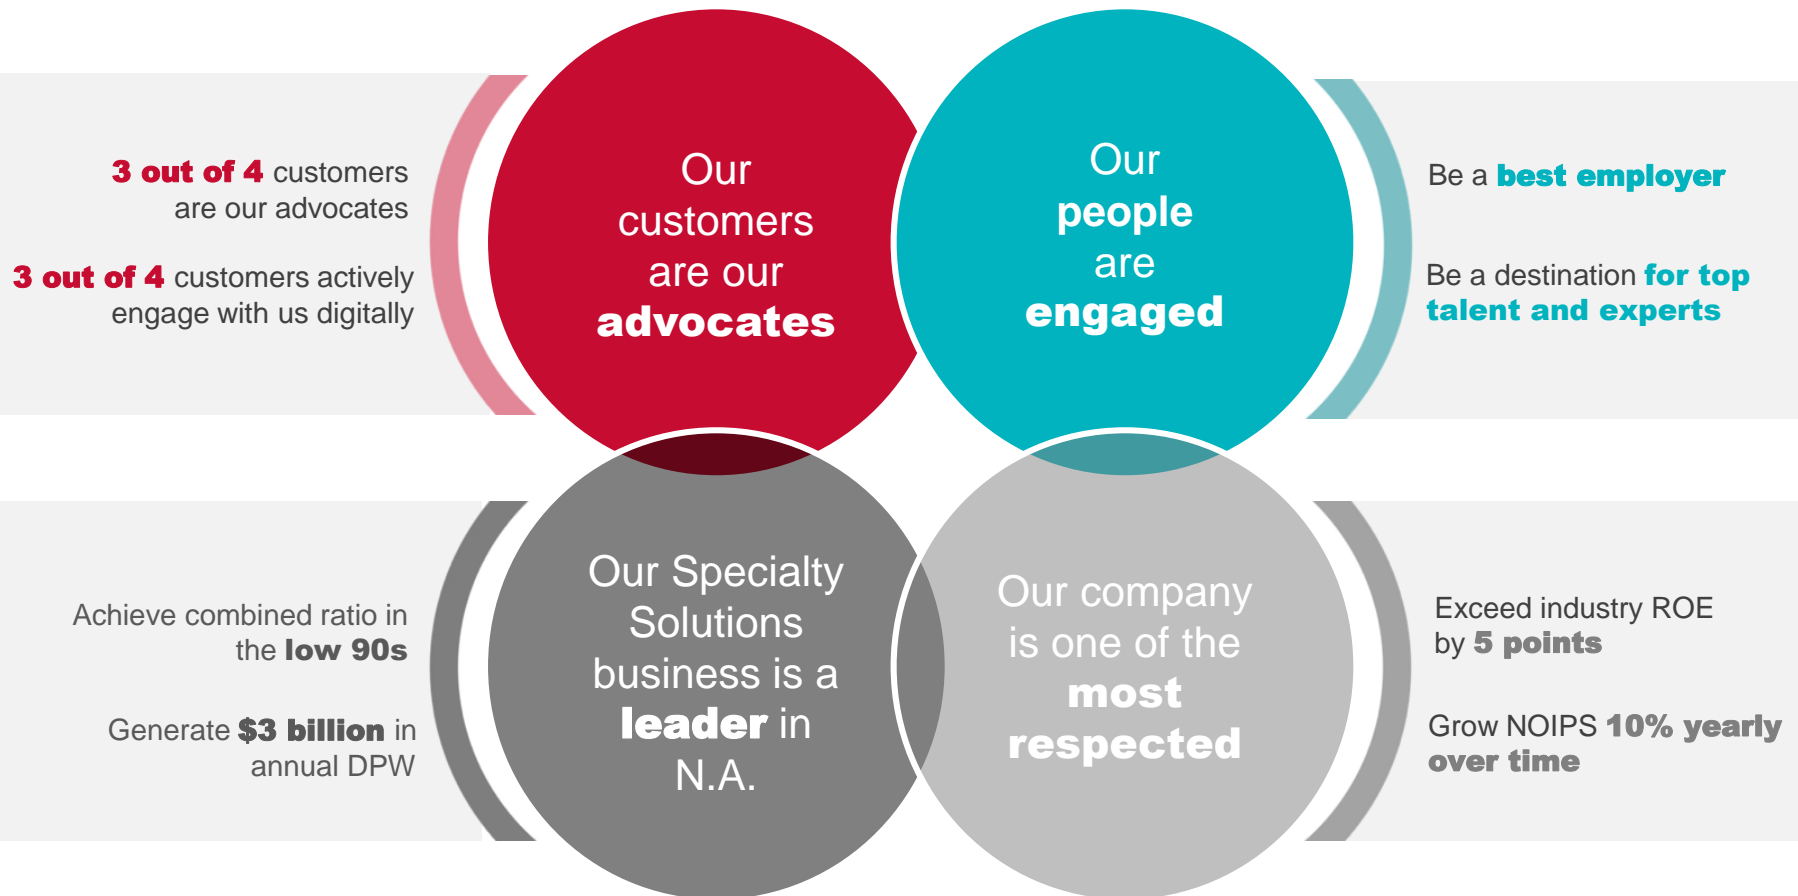 3 out of 4 customers
are our advocates
3 out of 4 customers actively
engage with us digitally
Our
customers
are our
advocates
Our
people
are
engaged
Be a best employer
Be a destination for top
talent and experts
Achieve combined ratio in
the low 90s
Generate $3 billion in
annual DPW
Our Specialty
Solutions
business is a
leader in
N.A.
Our company
is one of the
most
respected
Exceed industry ROE
by 5 points
Grow NOIPS 10% yearly
over time